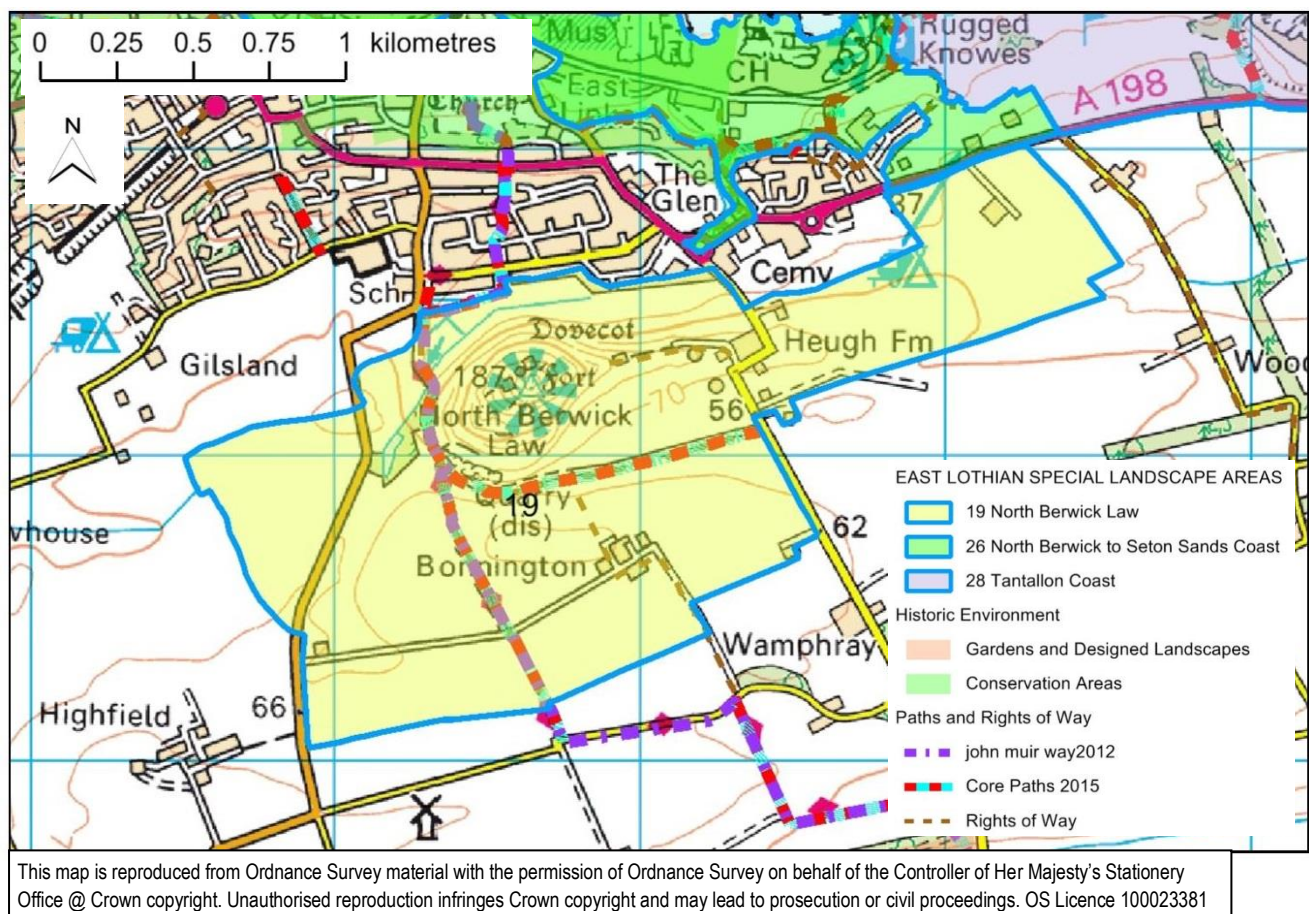 0 0.25 0.5 0.75 1 kilometres
N
Mus
Rugged
Knowes
CH
East
A 198
Church
The
Glen
37
Schr
Cemy
Dovecot
Heugh Fm
Gilsland
Wood
187
Fort
North Berwick
Law
70
56
19
Quarry
(dis)
whouse
62
Bonnington
Wamphray
66
Highfield
EAST LOTHIAN SPECIAL LANDSCAPE AREAS
19 North Berwick Law
26 North Berwick to Seton Sands Coast
28 Tantallon Coast
Historic Environment
Gardens and Designed Landscapes
Conservation Areas
Paths and Rights of Way
john muir way2012
Core Paths 2015
Rights of Way
This map is reproduced from Ordnance Survey material with the permission of Ordnance Survey on behalf of the Controller of Her Majesty's Stationery
Office @ Crown copyright. Unauthorised reproduction infringes Crown copyright and may lead to prosecution or civil proceedings. OS Licence 100023381